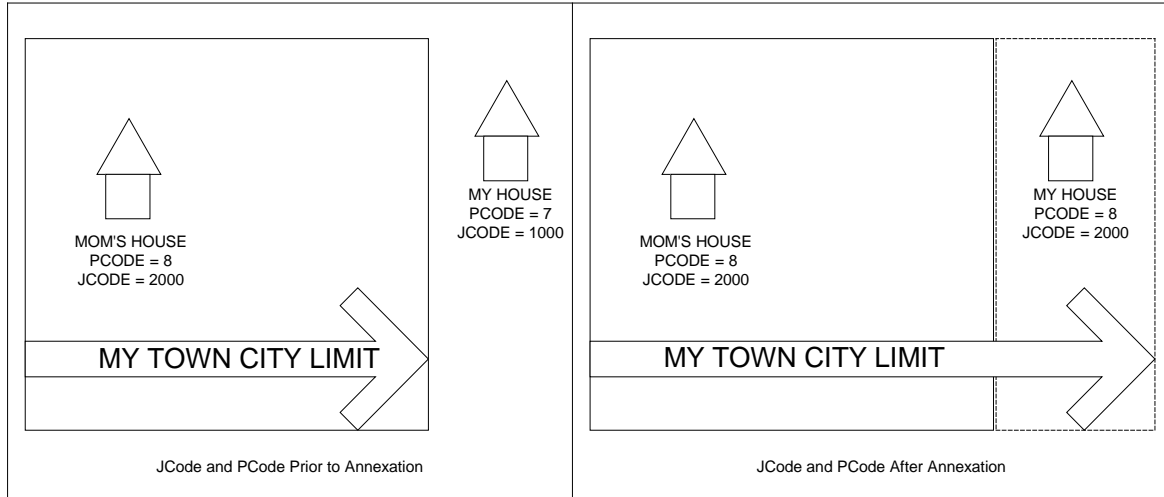 MOM'S HOUSE
PCODE = 8
JCODE = 2000
MY HOUSE
PCODE = 7
JCODE = 1000
MY TOWN CITY LIMIT
JCode and PCode Prior to Annexation
MOM'S HOUSE
PCODE = 8
JCODE = 2000
MY HOUSE
PCODE = 8
JCODE = 2000
MY TOWN CITY LIMIT
JCode and PCode After Annexation